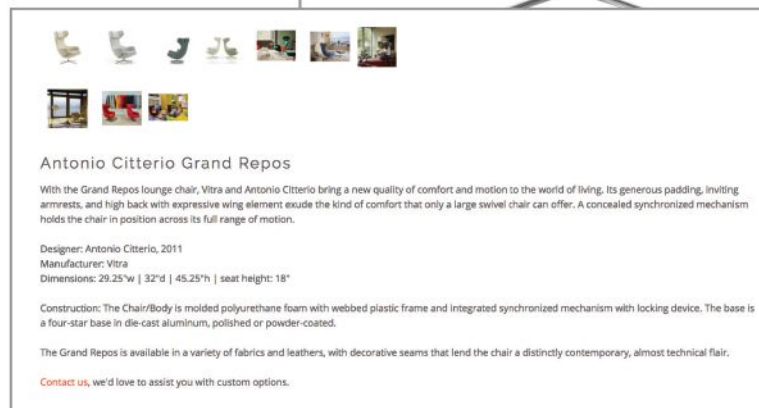 Antonio Citterio Grand Repos
With the Grand Repos lounge chair, Vitra and Antonio Citterio bring a new quality of comfort and motion to the world of living. Its generous padding, inviting
armrests, and high back with expressive wing element exude the kind of comfort that only a large swivel chair can offer. A concealed synchronized mechanism
holds the chair in position across its full range of motion.
Designer: Antonio Citterio, 2011
Manufacturer: Vitra
Dimensions: 29.25"w | 32"d | 45.25"h | seat height: 18"
Construction: The Chair/Body is molded polyurethane foam with webbed plastic frame and integrated synchronized mechanism with locking device. The base is
a four-star base in die-cast aluminum, polished or powder-coated.
The Grand Repos is available in a variety of fabrics and leathers, with decorative seams that lend the chair a distinctly contemporary, almost technical flair.
Contact us, we'd love to assist you with custom options.